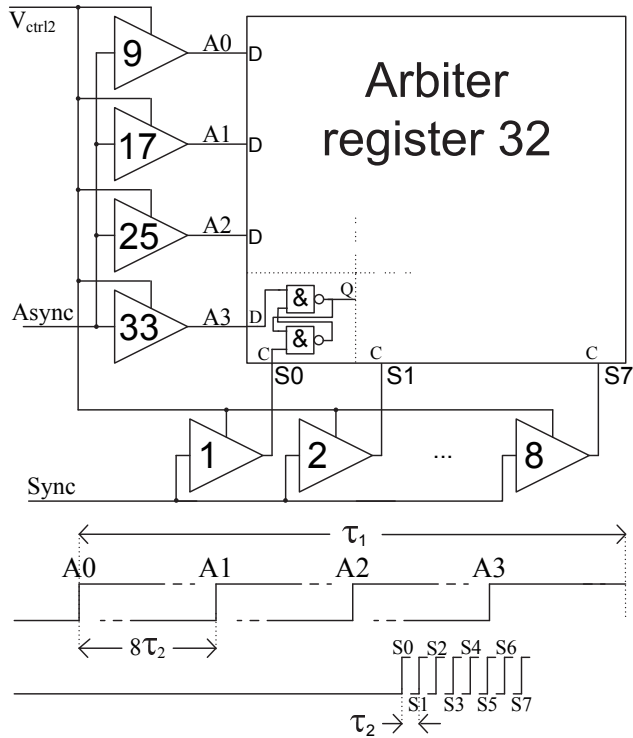 V_ctrl2
9 A0 D
Arbiter
register 32
17 A1 D
25 A2 D
Async 33 A3 D & Q
&
C C C
S0 S1 S7
1 2 ... 8
Sync
τ₁
A0 A1 A2 A3
8τ₂
S0 S2 S4 S6
S1 S3 S5 S7
τ₂